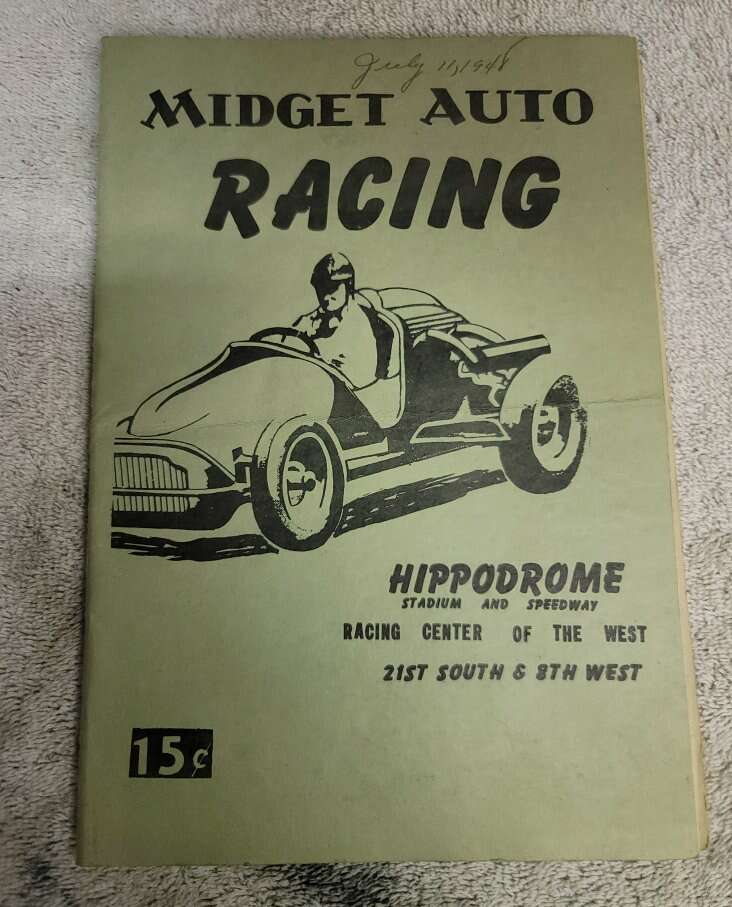 July 11, 1948
MIDGET AUTO
RACING
HIPPODROME
STADIUM AND SPEEDWAY
RACING CENTER OF THE WEST
21ST SOUTH & 8TH WEST
15¢